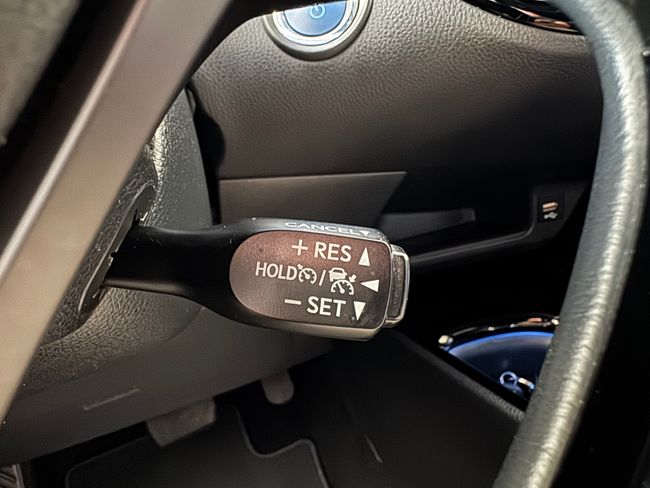 CANCEL
+ RES
HOLD /
− SET